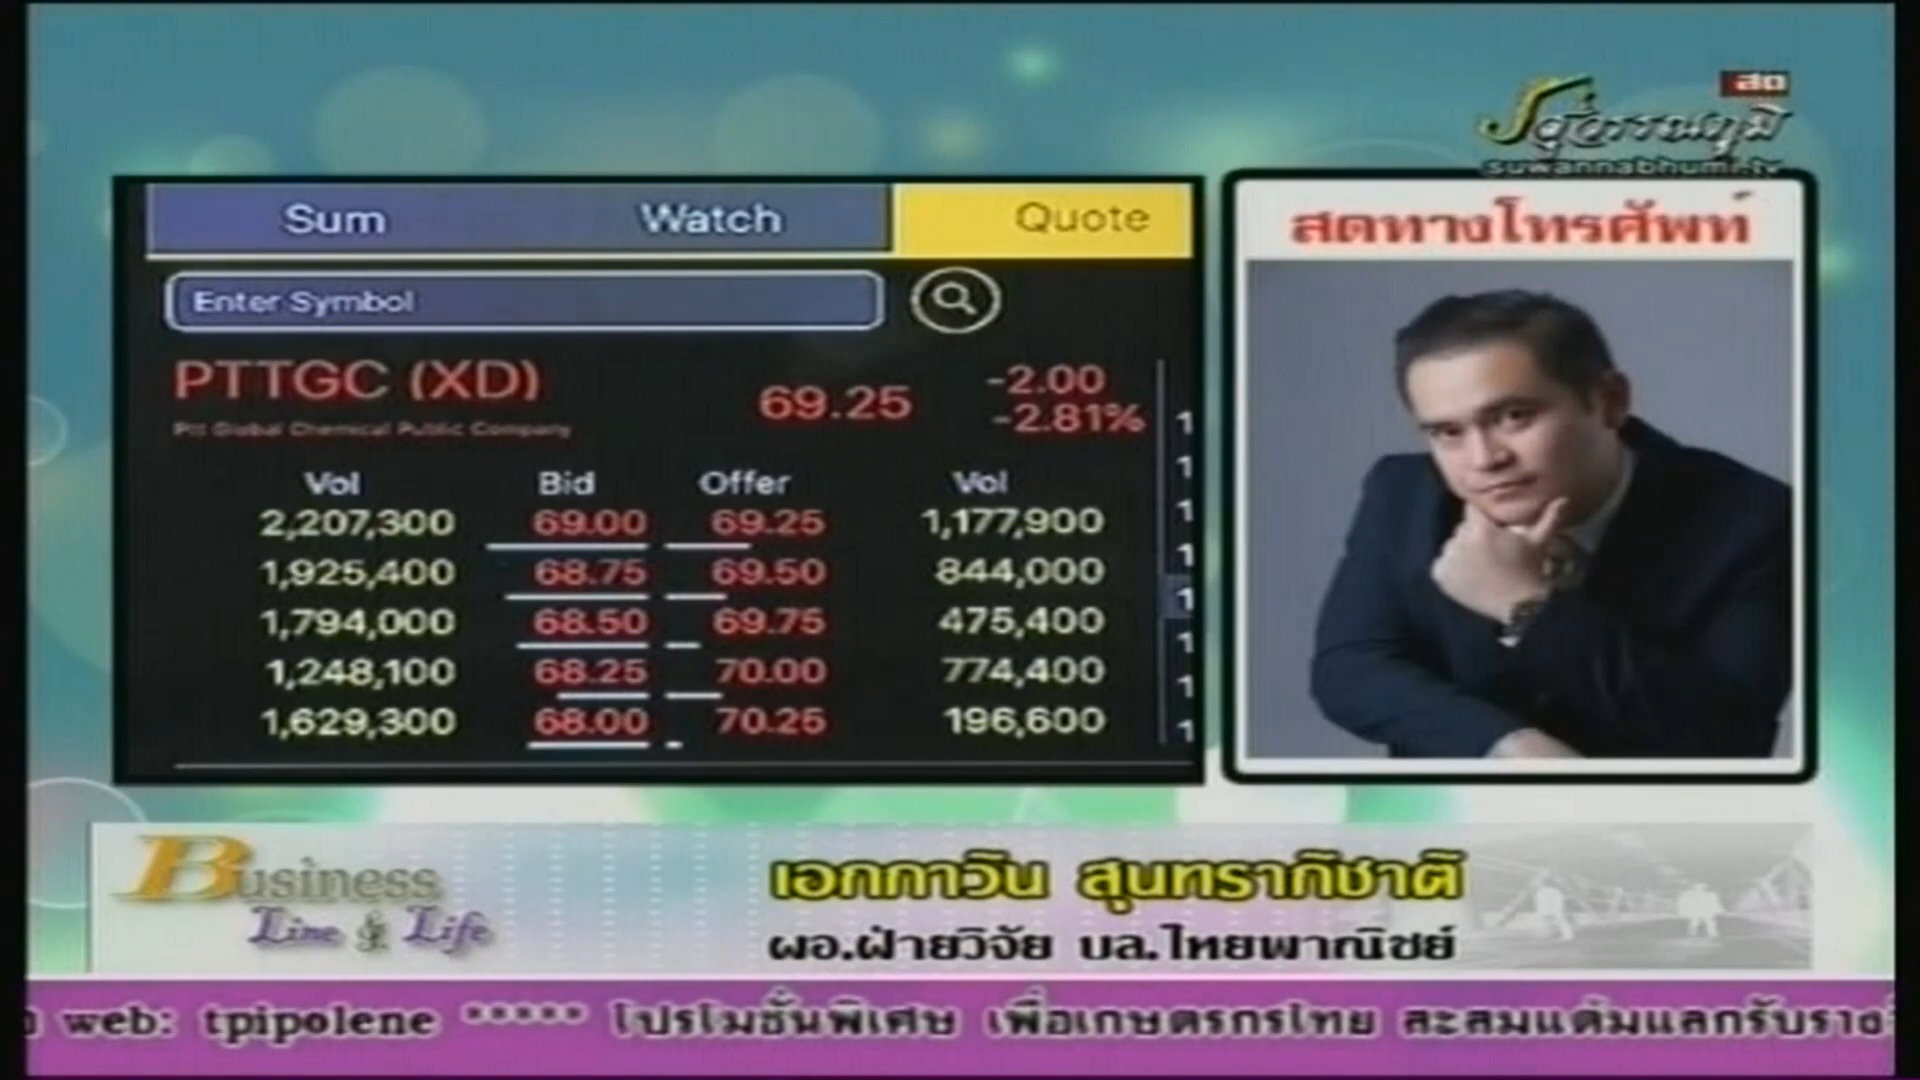 สด
สุวรรณภูมิ
suwannabhumi.tv
Sum Watch Quote
สดทางโทรศัพท์
Enter Symbol
PTTGC (XD) 69.25 -2.00
-2.81%
Ptt Global Chemical Public Company
Vol Bid Offer Vol
2,207,300 69.00 69.25 1,177,900
1,925,400 68.75 69.50 844,000
1,794,000 68.50 69.75 475,400
1,248,100 68.25 70.00 774,400
1,629,300 68.00 70.25 196,600
Business
Line & Life
เอกภาวิน สุนทราภิชาติ
ผอ.ฝ่ายวิจัย บล.ไทยพาณิชย์
web: tpipolene ***** โปรโมชั่นพิเศษ เพื่อเกษตรกรไทย สะสมแต้มแลกรับราง